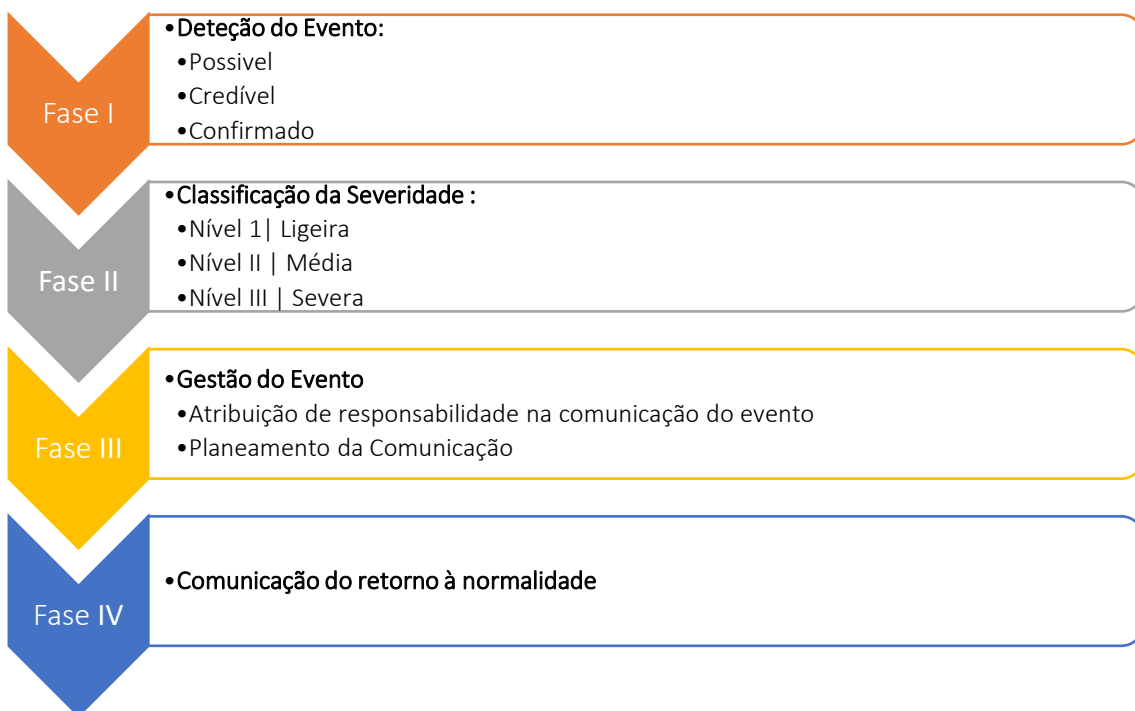 Fase I
•Deteção do Evento:
•Possivel
•Credível
•Confirmado
Fase II
•Classificação da Severidade :
•Nível 1| Ligeira
•Nível II | Média
•Nível III | Severa
Fase III
•Gestão do Evento
•Atribuição de responsabilidade na comunicação do evento
•Planeamento da Comunicação
Fase IV
•Comunicação do retorno à normalidade